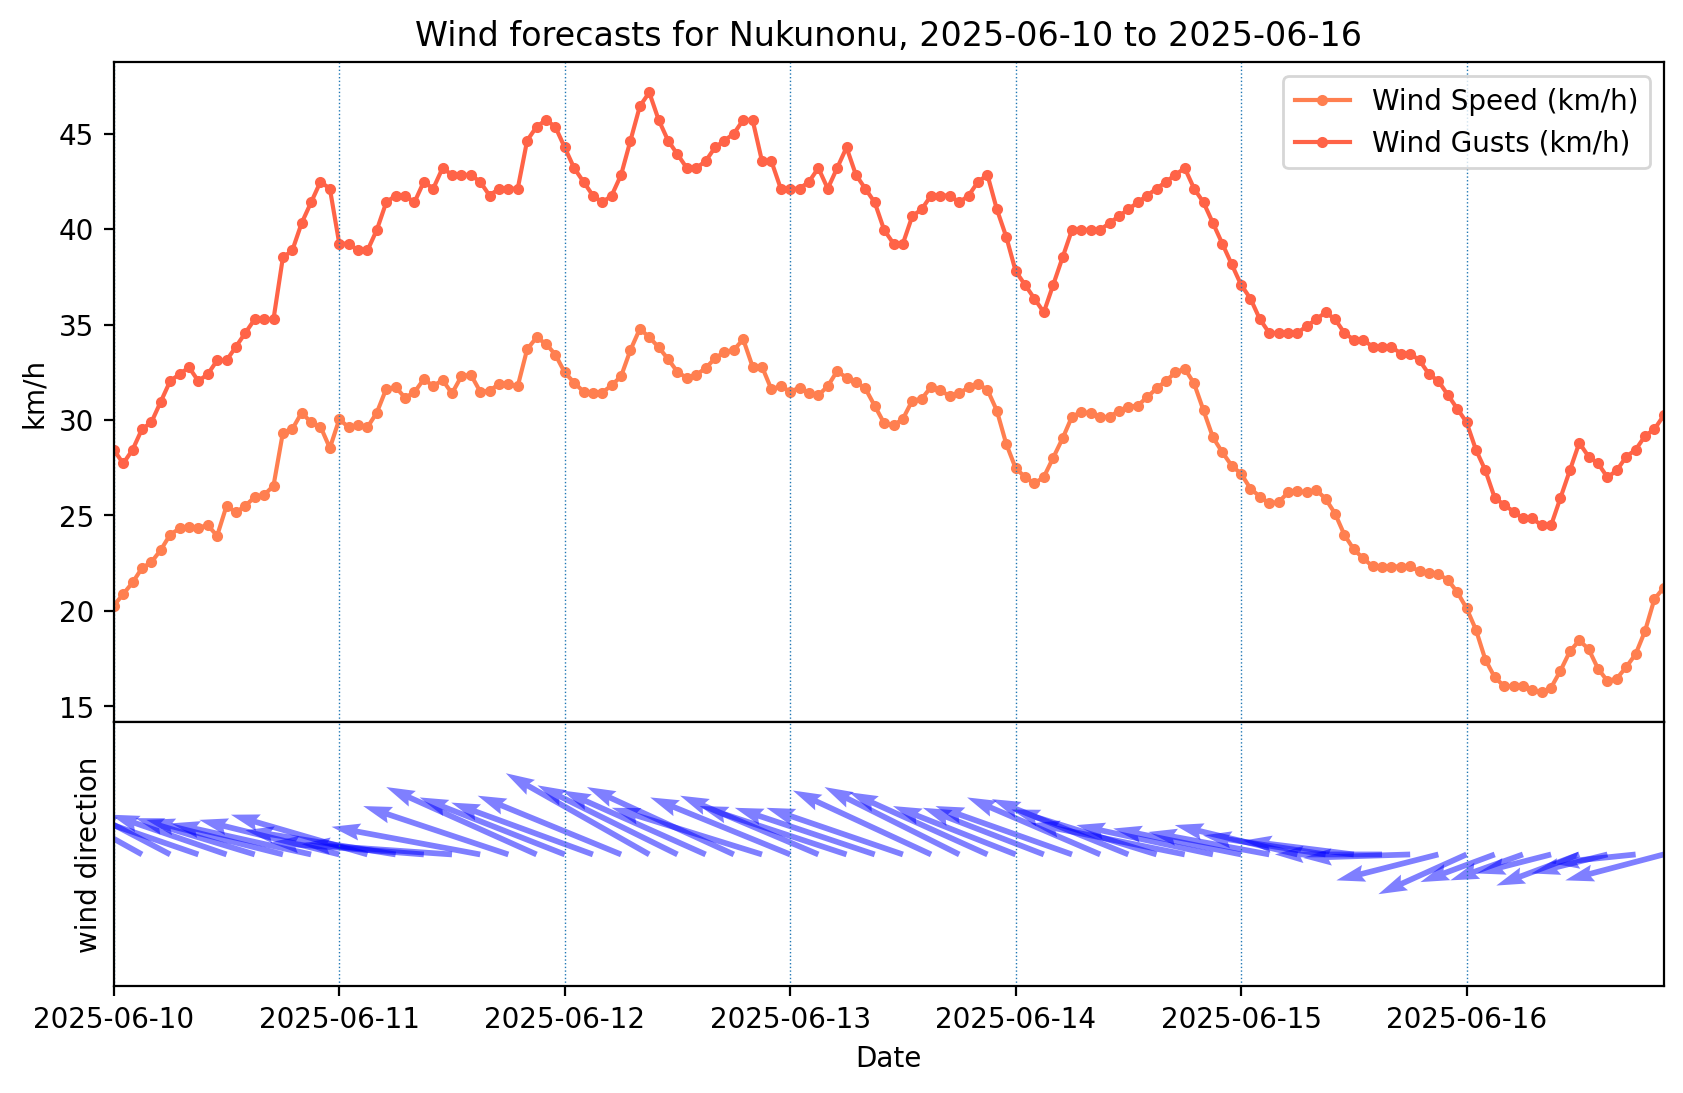 Wind forecasts for Nukunonu, 2025-06-10 to 2025-06-16
Wind Speed (km/h)
Wind Gusts (km/h)
km/h
45
40
35
30
25
20
15
wind direction
2025-06-10
2025-06-11
2025-06-12
2025-06-13
2025-06-14
2025-06-15
2025-06-16
Date